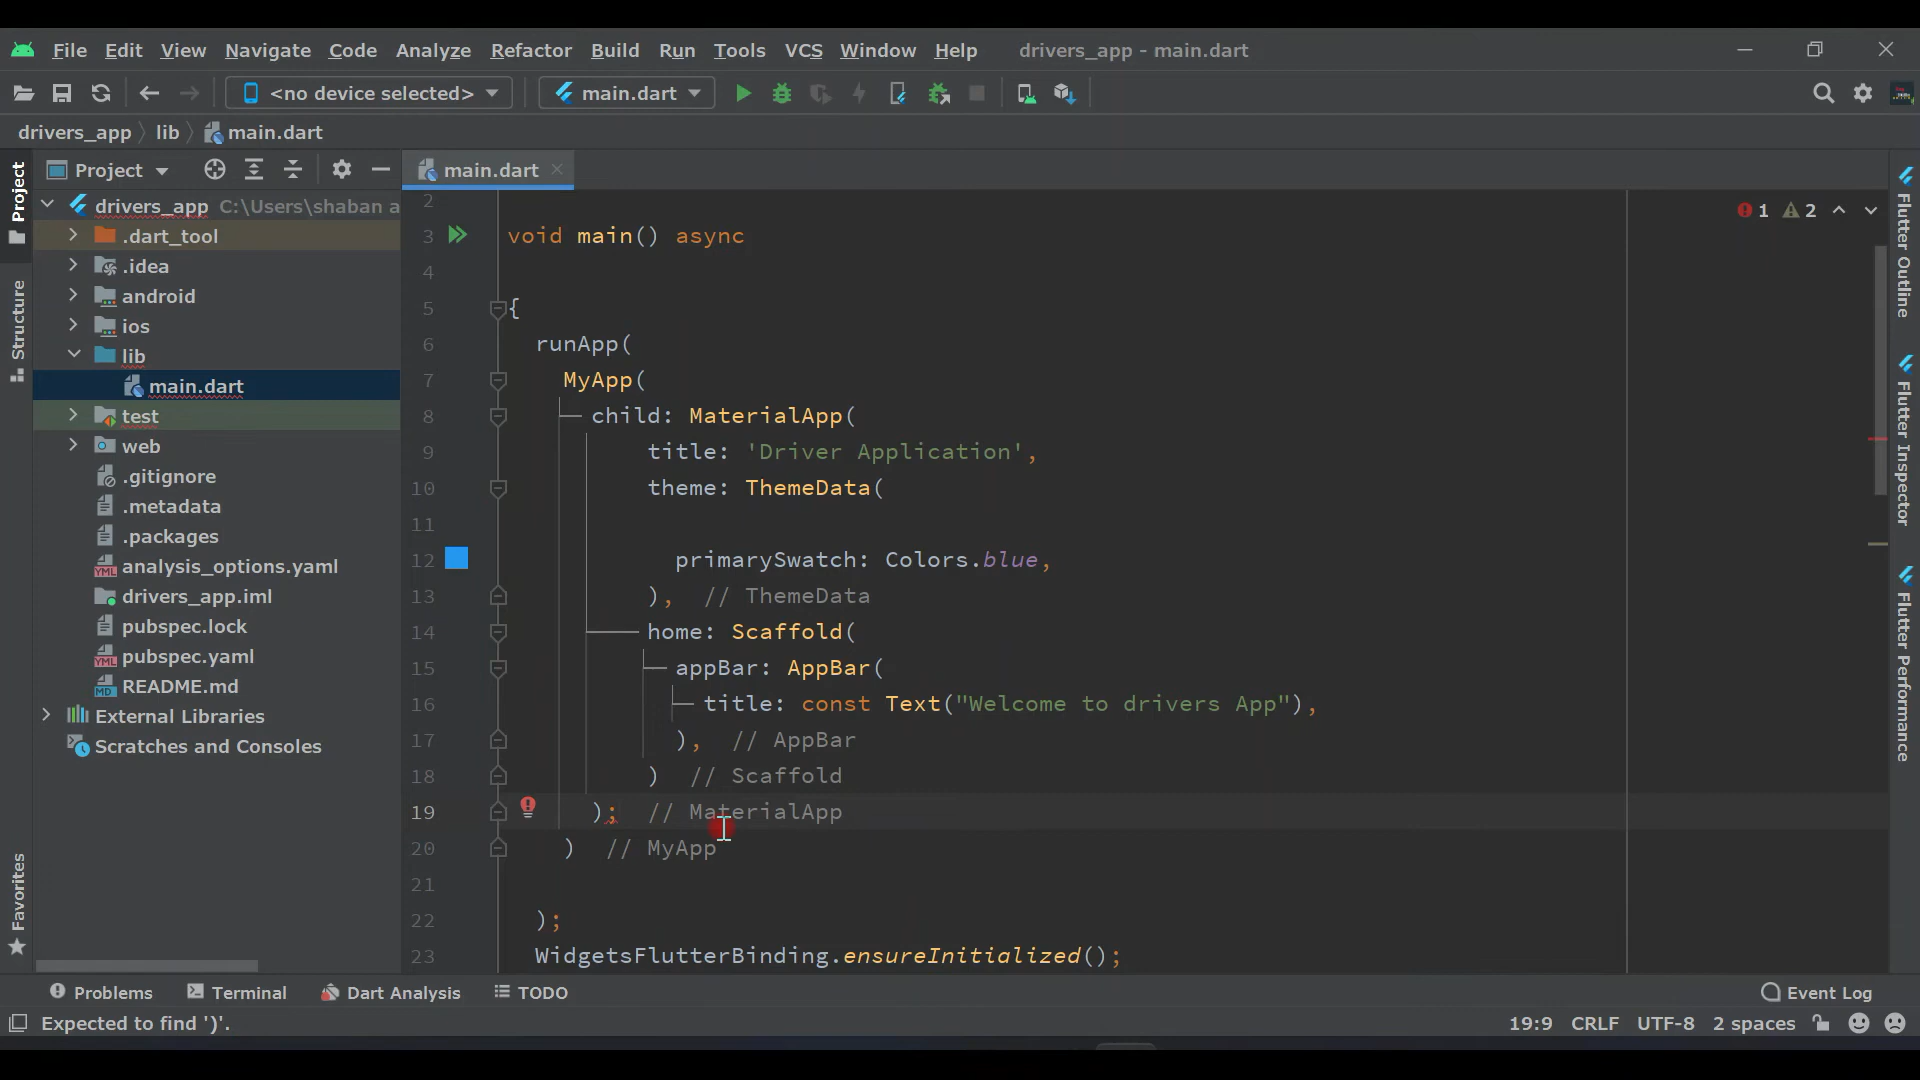 File Edit View Navigate Code Analyze Refactor Build Run Tools VCS Window Help drivers_app - main.dart
<no device selected> main.dart
drivers_app lib main.dart
Project
main.dart
Project
Structure
Favorites
drivers_app C:\Users\shaban a
.dart_tool
.idea
android
ios
lib
main.dart
test
web
.gitignore
.metadata
.packages
analysis_options.yaml
drivers_app.iml
pubspec.lock
pubspec.yaml
README.md
External Libraries
Scratches and Consoles
1 2
2
3 void main() async
4
5 {
6 runApp(
7 MyApp(
8 child: MaterialApp(
9 title: 'Driver Application',
10 theme: ThemeData(
11
12 primarySwatch: Colors.blue,
13 ), // ThemeData
14 home: Scaffold(
15 appBar: AppBar(
16 title: const Text("Welcome to drivers App"),
17 ), // AppBar
18 ) // Scaffold
19 ); // MaterialApp
20 ) // MyApp
21
22 );
23 WidgetsFlutterBinding.ensureInitialized();
Flutter Outline
Flutter Inspector
Flutter Performance
Problems Terminal Dart Analysis TODO Event Log
Expected to find ')'. 19:9 CRLF UTF-8 2 spaces